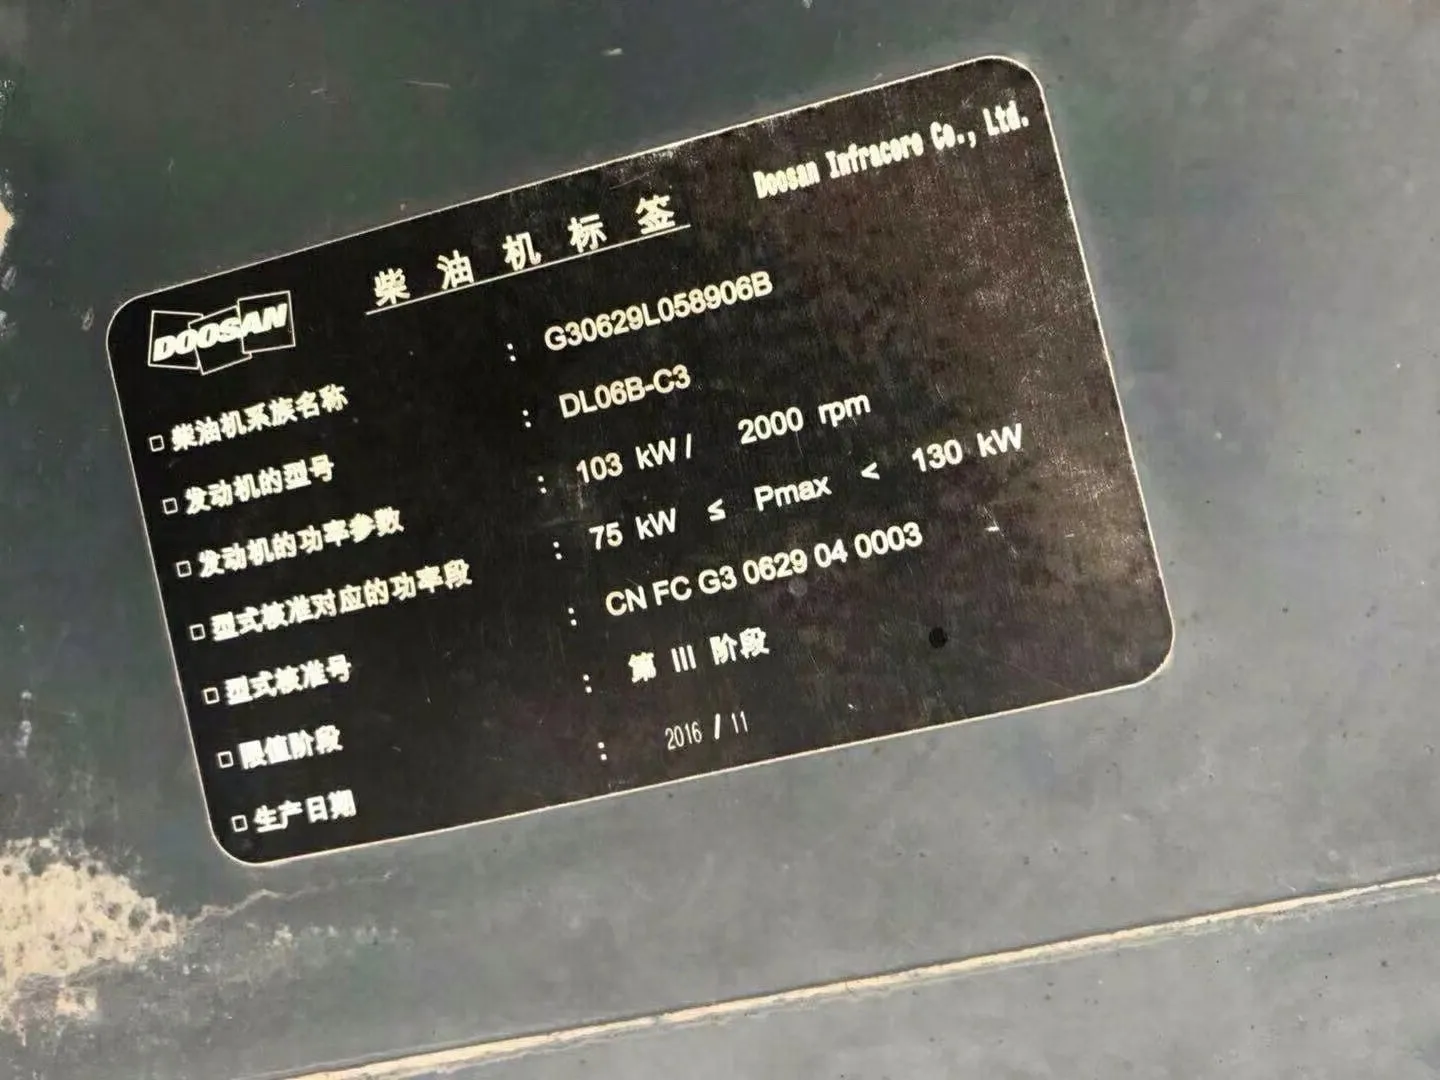 Doosan Infracore Co., Ltd.
DOOSAN
柴油机标签
□ 柴油机系族名称 : G30629L058906B
□ 发动机的型号 : DL06B-C3
□ 发动机的功率参数 : 103 kW / 2000 rpm
□ 型式核准对应的功率段 : 75 kW ≤ Pmax < 130 kW
□ 型式核准号 : CN FC G3 0629 04 0003
□ 限值阶段 : 第 III 阶段
□ 生产日期 : 2016 / 11